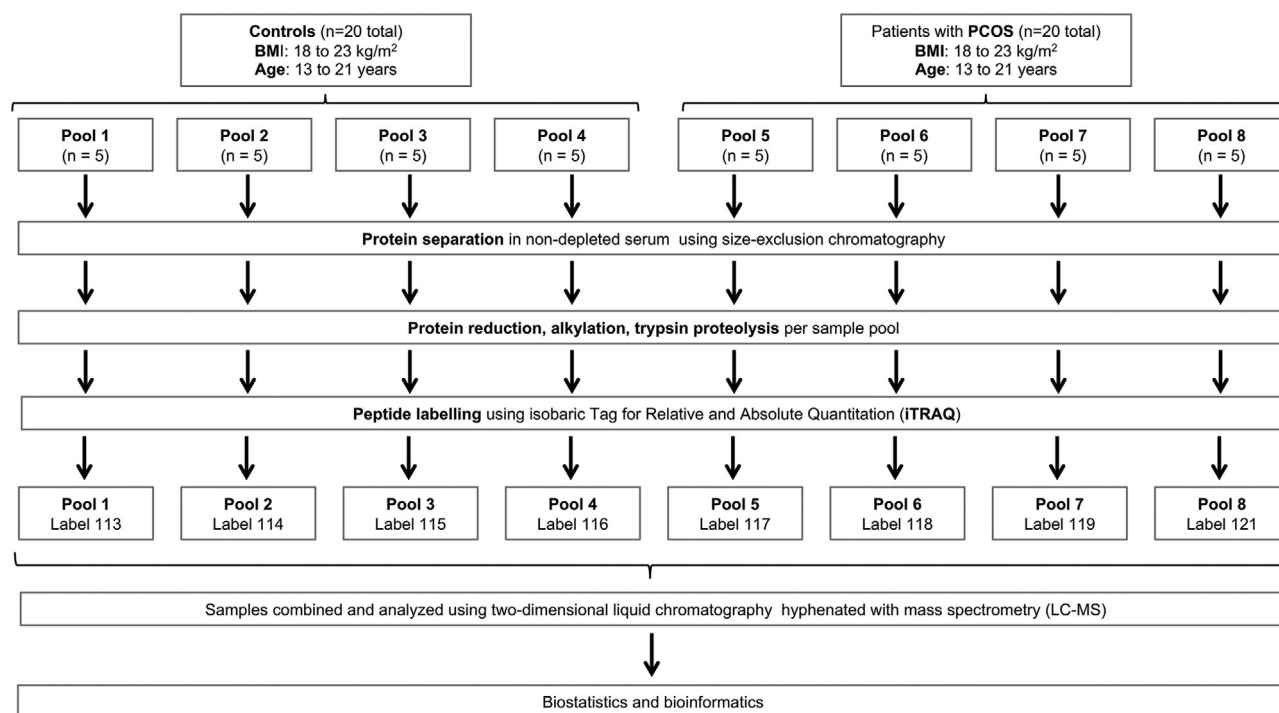 Controls (n=20 total)
BMI: 18 to 23 kg/m²
Age: 13 to 21 years
Patients with PCOS (n=20 total)
BMI: 18 to 23 kg/m²
Age: 13 to 21 years
Pool 1
(n = 5)
Pool 2
(n = 5)
Pool 3
(n = 5)
Pool 4
(n = 5)
Pool 5
(n = 5)
Pool 6
(n = 5)
Pool 7
(n = 5)
Pool 8
(n = 5)
Protein separation in non-depleted serum using size-exclusion chromatography
Protein reduction, alkylation, trypsin proteolysis per sample pool
Peptide labelling using isobaric Tag for Relative and Absolute Quantitation (iTRAQ)
Pool 1
Label 113
Pool 2
Label 114
Pool 3
Label 115
Pool 4
Label 116
Pool 5
Label 117
Pool 6
Label 118
Pool 7
Label 119
Pool 8
Label 121
Samples combined and analyzed using two-dimensional liquid chromatography hyphenated with mass spectrometry (LC-MS)
Biostatistics and bioinformatics